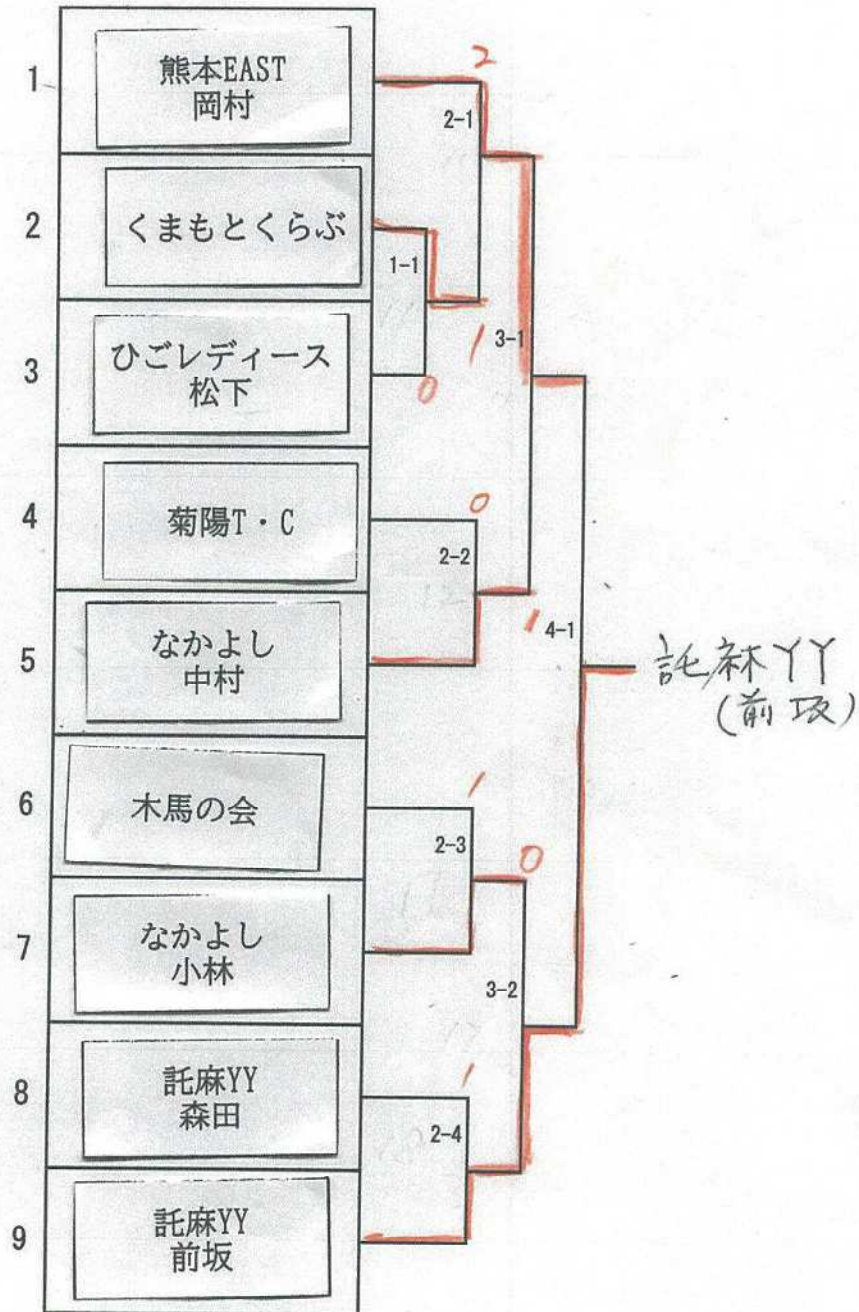 1
熊本EAST
岡村
2
くまもとくらぶ
3
ひごレディース
松下
4
菊陽T・C
5
なかよし
中村
6
木馬の会
7
なかよし
小林
8
託麻YY
森田
9
託麻YY
前坂
2
2-1
1-1
1
3-1
0
0
2-2
1
4-1
1
2-3
0
3-2
1
2-4
託麻YY
(前坂)